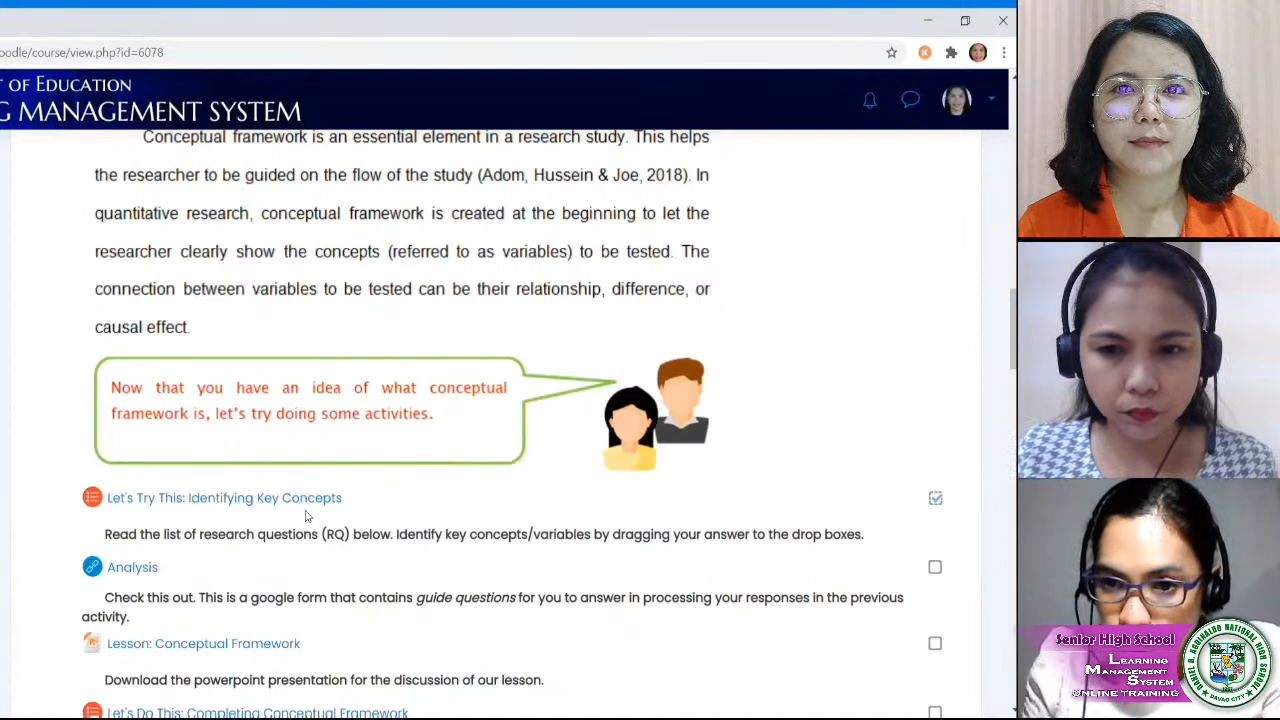 oodle/course/view.php?id=6078
T OF EDUCATION
G MANAGEMENT SYSTEM
Conceptual framework is an essential element in a research study. This helps
the researcher to be guided on the flow of the study (Adom, Hussein & Joe, 2018). In
quantitative research, conceptual framework is created at the beginning to let the
researcher clearly show the concepts (referred to as variables) to be tested. The
connection between variables to be tested can be their relationship, difference, or
causal effect.
Now that you have an idea of what conceptual
framework is, let's try doing some activities.
Let's Try This: Identifying Key Concepts
Read the list of research questions (RQ) below. Identify key concepts/variables by dragging your answer to the drop boxes.
Analysis
Check this out. This is a google form that contains guide questions for you to answer in processing your responses in the previous
activity.
Lesson: Conceptual Framework
Download the powerpoint presentation for the discussion of our lesson.
Let's Do This: Completing Conceptual Framework
Senior High School
LEARNING
MANAGEMENT
SYSTEM
ONLINE TRAINING
DANIEL R. AGUINALDO NATIONAL HIGH SCHOOL
DAVAO CITY